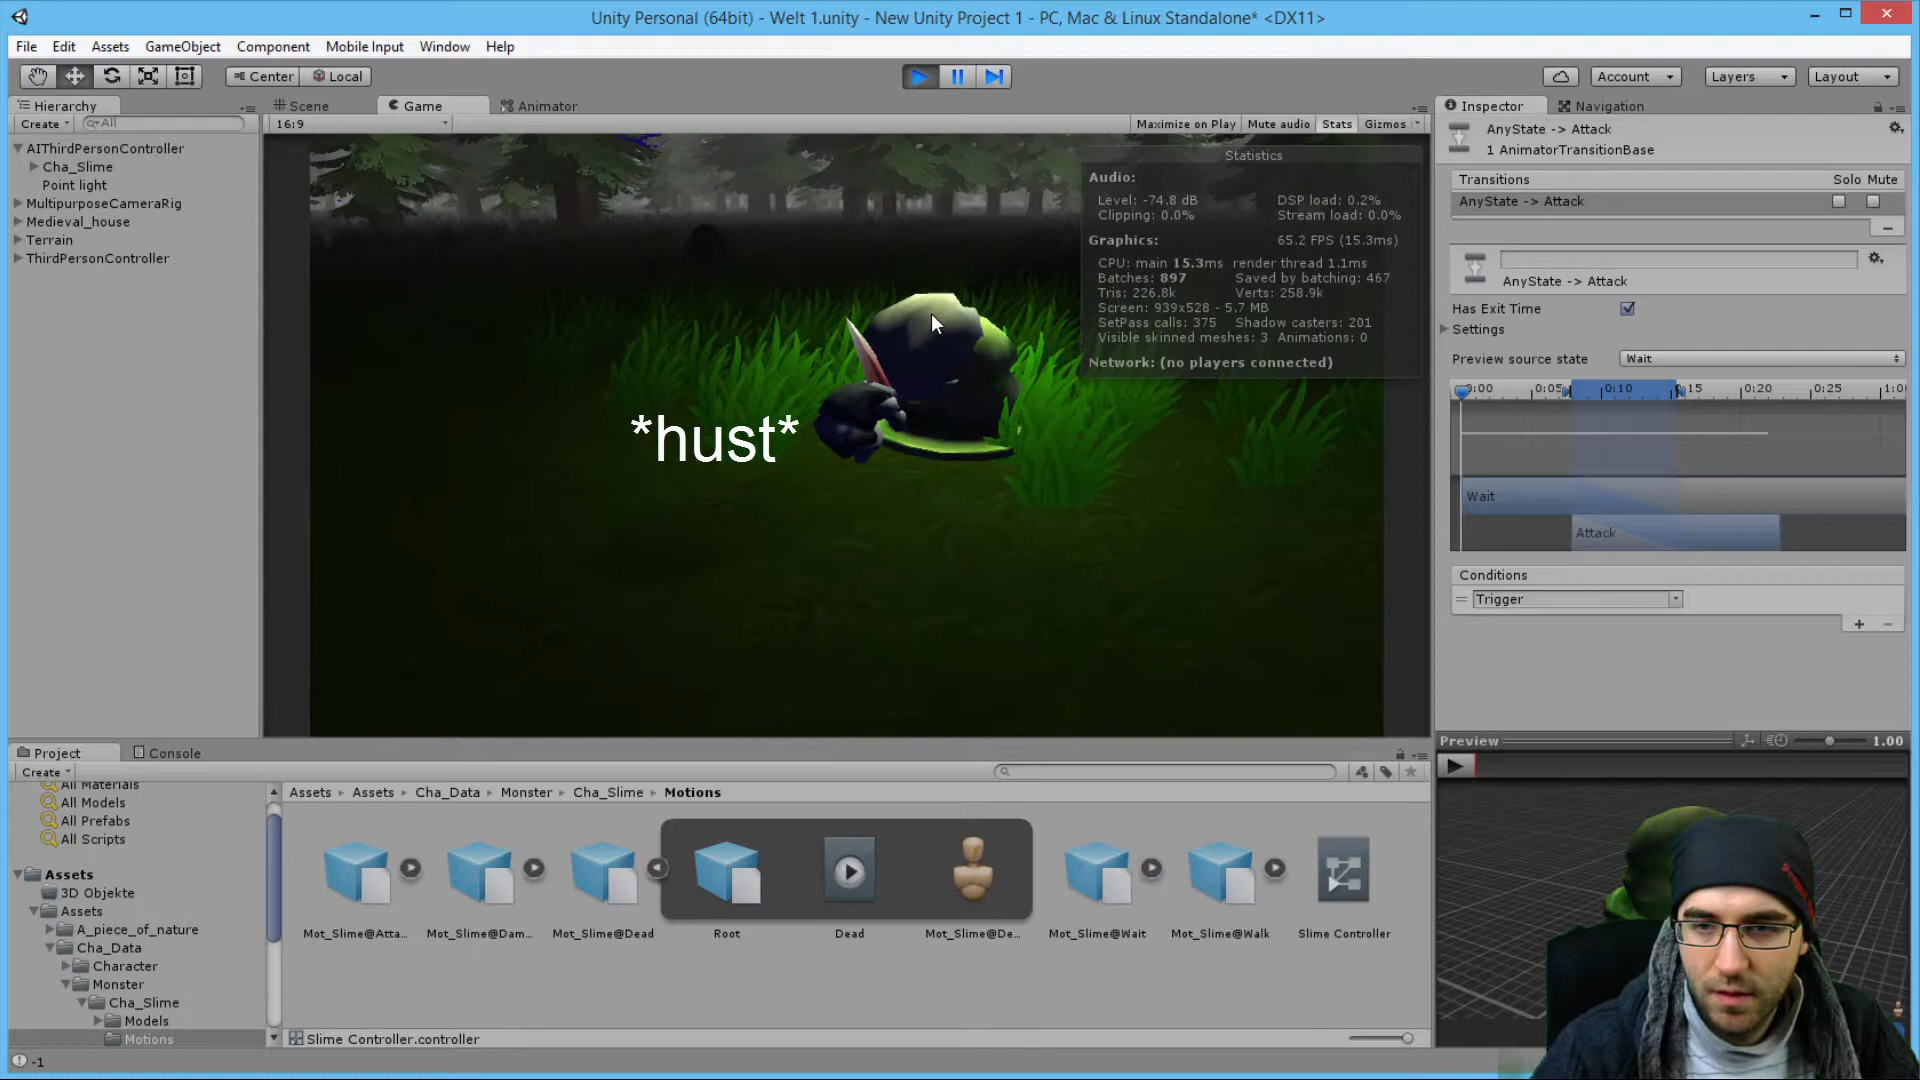 Unity Personal (64bit) - Welt 1.unity - New Unity Project 1 - PC, Mac & Linux Standalone* <DX11>
File Edit Assets GameObject Component Mobile Input Window Help
Center Local Account Layers Layout
Hierarchy Scene Game Animator Inspector Navigation
Create All 16:9 Maximize on Play Mute audio Stats Gizmos
AIThirdPersonController
Cha_Slime
Point light
MultipurposeCameraRig
Medieval_house
Terrain
ThirdPersonController
*hust*
Statistics
Audio:
Level: -74.8 dB DSP load: 0.2%
Clipping: 0.0% Stream load: 0.0%
Graphics: 65.2 FPS (15.3ms)
CPU: main 15.3ms render thread 1.1ms
Batches: 897 Saved by batching: 467
Tris: 226.8k Verts: 258.9k
Screen: 939x528 - 5.7 MB
SetPass calls: 375 Shadow casters: 201
Visible skinned meshes: 3 Animations: 0
Network: (no players connected)
AnyState -> Attack
1 AnimatorTransitionBase
Transitions Solo Mute
AnyState -> Attack
AnyState -> Attack
Has Exit Time
Settings
Preview source state Wait
0:00 0:05 0:10 0:15 0:20 0:25
Wait
Attack
Conditions
Trigger
Preview 1.00
Project Console
Create
All Materials
All Models
All Prefabs
All Scripts
Assets
3D Objekte
Assets
A_piece_of_nature
Cha_Data
Character
Monster
Cha_Slime
Models
Motions
Assets Assets Cha_Data Monster Cha_Slime Motions
Mot_Slime@Atta... Mot_Slime@Dam... Mot_Slime@Dead Root Dead Mot_Slime@De... Mot_Slime@Wait Mot_Slime@Walk Slime Controller
Slime Controller.controller
-1